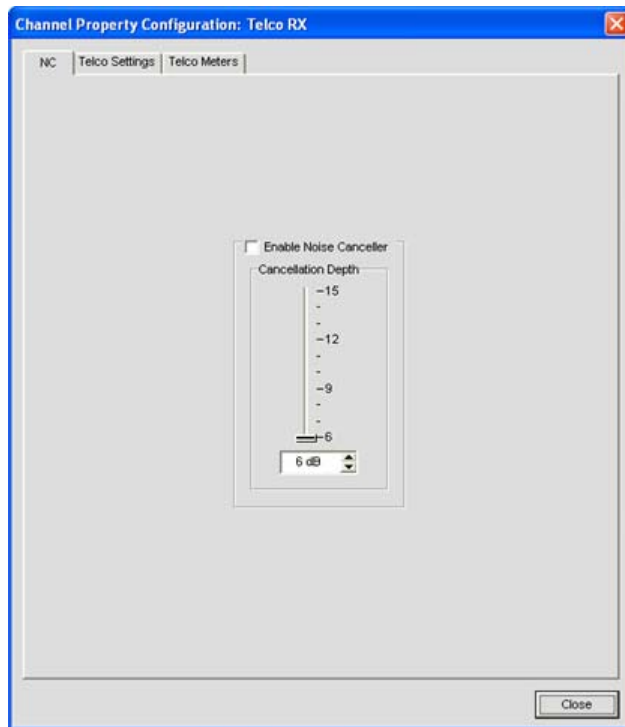 Channel Property Configuration: Telco RX
NC Telco Settings Telco Meters
Enable Noise Canceller
Cancellation Depth
15
12
9
6
6 dB
Close